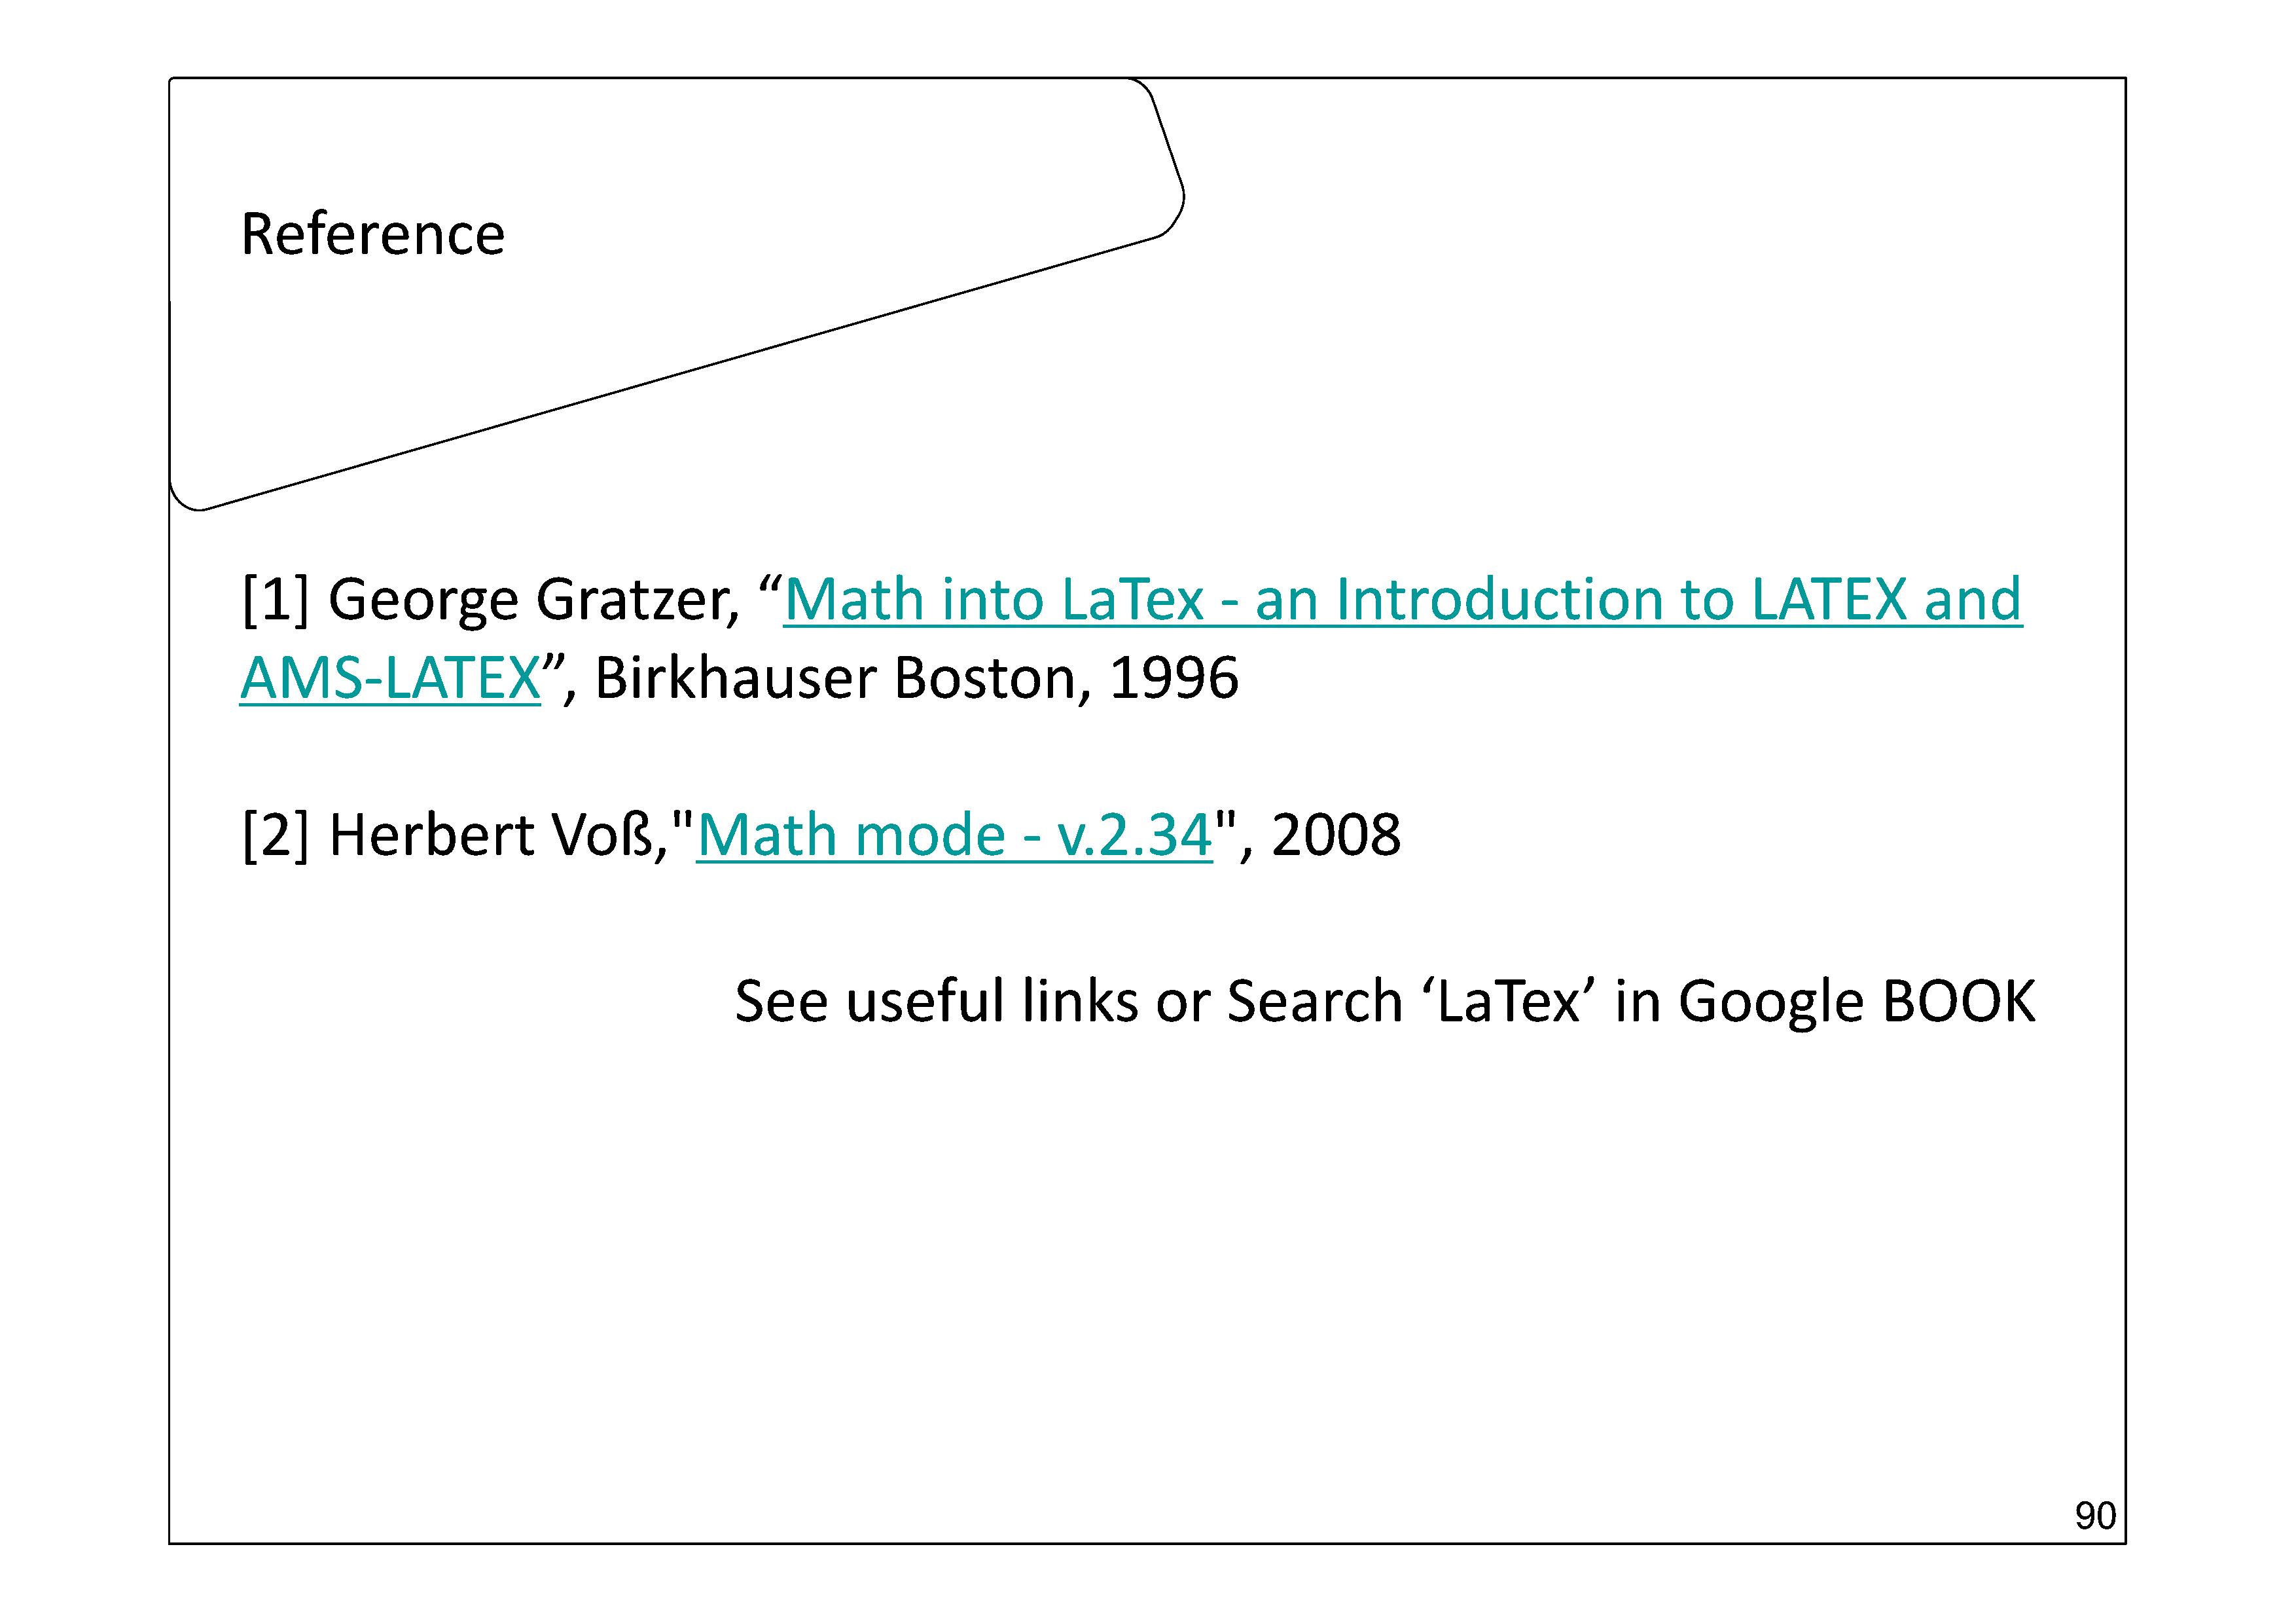 Reference
[1] George Gratzer, “Math into LaTex - an Introduction to LATEX and
AMS-LATEX”, Birkhauser Boston, 1996
[2] Herbert Voß,"Math mode - v.2.34", 2008
See useful links or Search ‘LaTex’ in Google BOOK
90